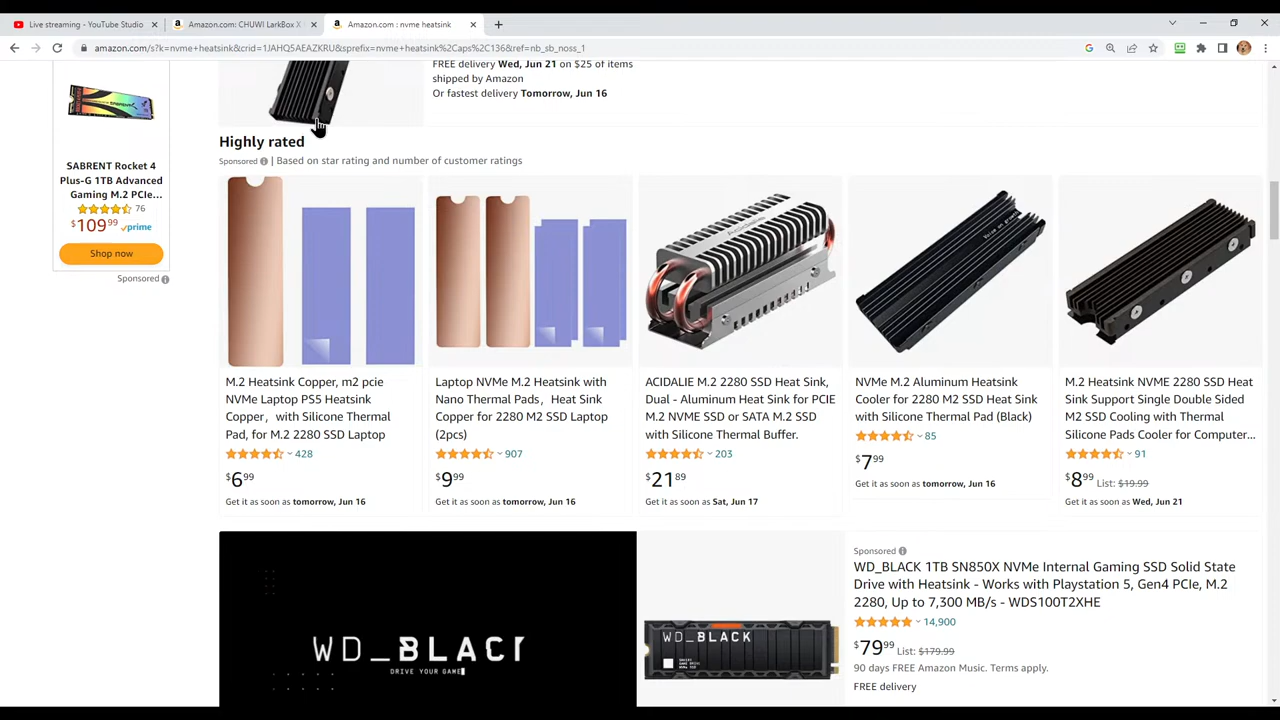 Live streaming - YouTube Studio
Amazon.com: CHUWI LarkBox X
Amazon.com : nvme heatsink
amazon.com/s?k=nvme+heatsink&crid=1JAHQ5AEAZKRU&sprefix=nvme+heatsink%2Caps%2C136&ref=nb_sb_noss_1
FREE delivery Wed, Jun 21 on $25 of items
shipped by Amazon
Or fastest delivery Tomorrow, Jun 16
SABRENT Rocket 4
Plus-G 1TB Advanced
Gaming M.2 PCIe...
76
$109.99 prime
Shop now
Sponsored
Highly rated
Sponsored | Based on star rating and number of customer ratings
M.2 Heatsink Copper, m2 pcie
NVMe Laptop PS5 Heatsink
Copper，with Silicone Thermal
Pad, for M.2 2280 SSD Laptop
428
$6.99
Get it as soon as tomorrow, Jun 16
Laptop NVMe M.2 Heatsink with
Nano Thermal Pads，Heat Sink
Copper for 2280 M2 SSD Laptop
(2pcs)
907
$9.99
Get it as soon as tomorrow, Jun 16
ACIDALIE M.2 2280 SSD Heat Sink,
Dual - Aluminum Heat Sink for PCIE
M.2 NVME SSD or SATA M.2 SSD
with Silicone Thermal Buffer.
203
$21.89
Get it as soon as Sat, Jun 17
NVMe M.2 Aluminum Heatsink
Cooler for 2280 M2 SSD Heat Sink
with Silicone Thermal Pad (Black)
85
$7.99
Get it as soon as tomorrow, Jun 16
M.2 Heatsink NVME 2280 SSD Heat
Sink Support Single Double Sided
M2 SSD Cooling with Thermal
Silicone Pads Cooler for Computer...
91
$8.99 List: $19.99
Get it as soon as Wed, Jun 21
WD_BLACK
DRIVE YOUR GAME
WD_BLACK
Sponsored
WD_BLACK 1TB SN850X NVMe Internal Gaming SSD Solid State
Drive with Heatsink - Works with Playstation 5, Gen4 PCIe, M.2
2280, Up to 7,300 MB/s - WDS100T2XHE
14,900
$79.99 List: $179.99
90 days FREE Amazon Music. Terms apply.
FREE delivery